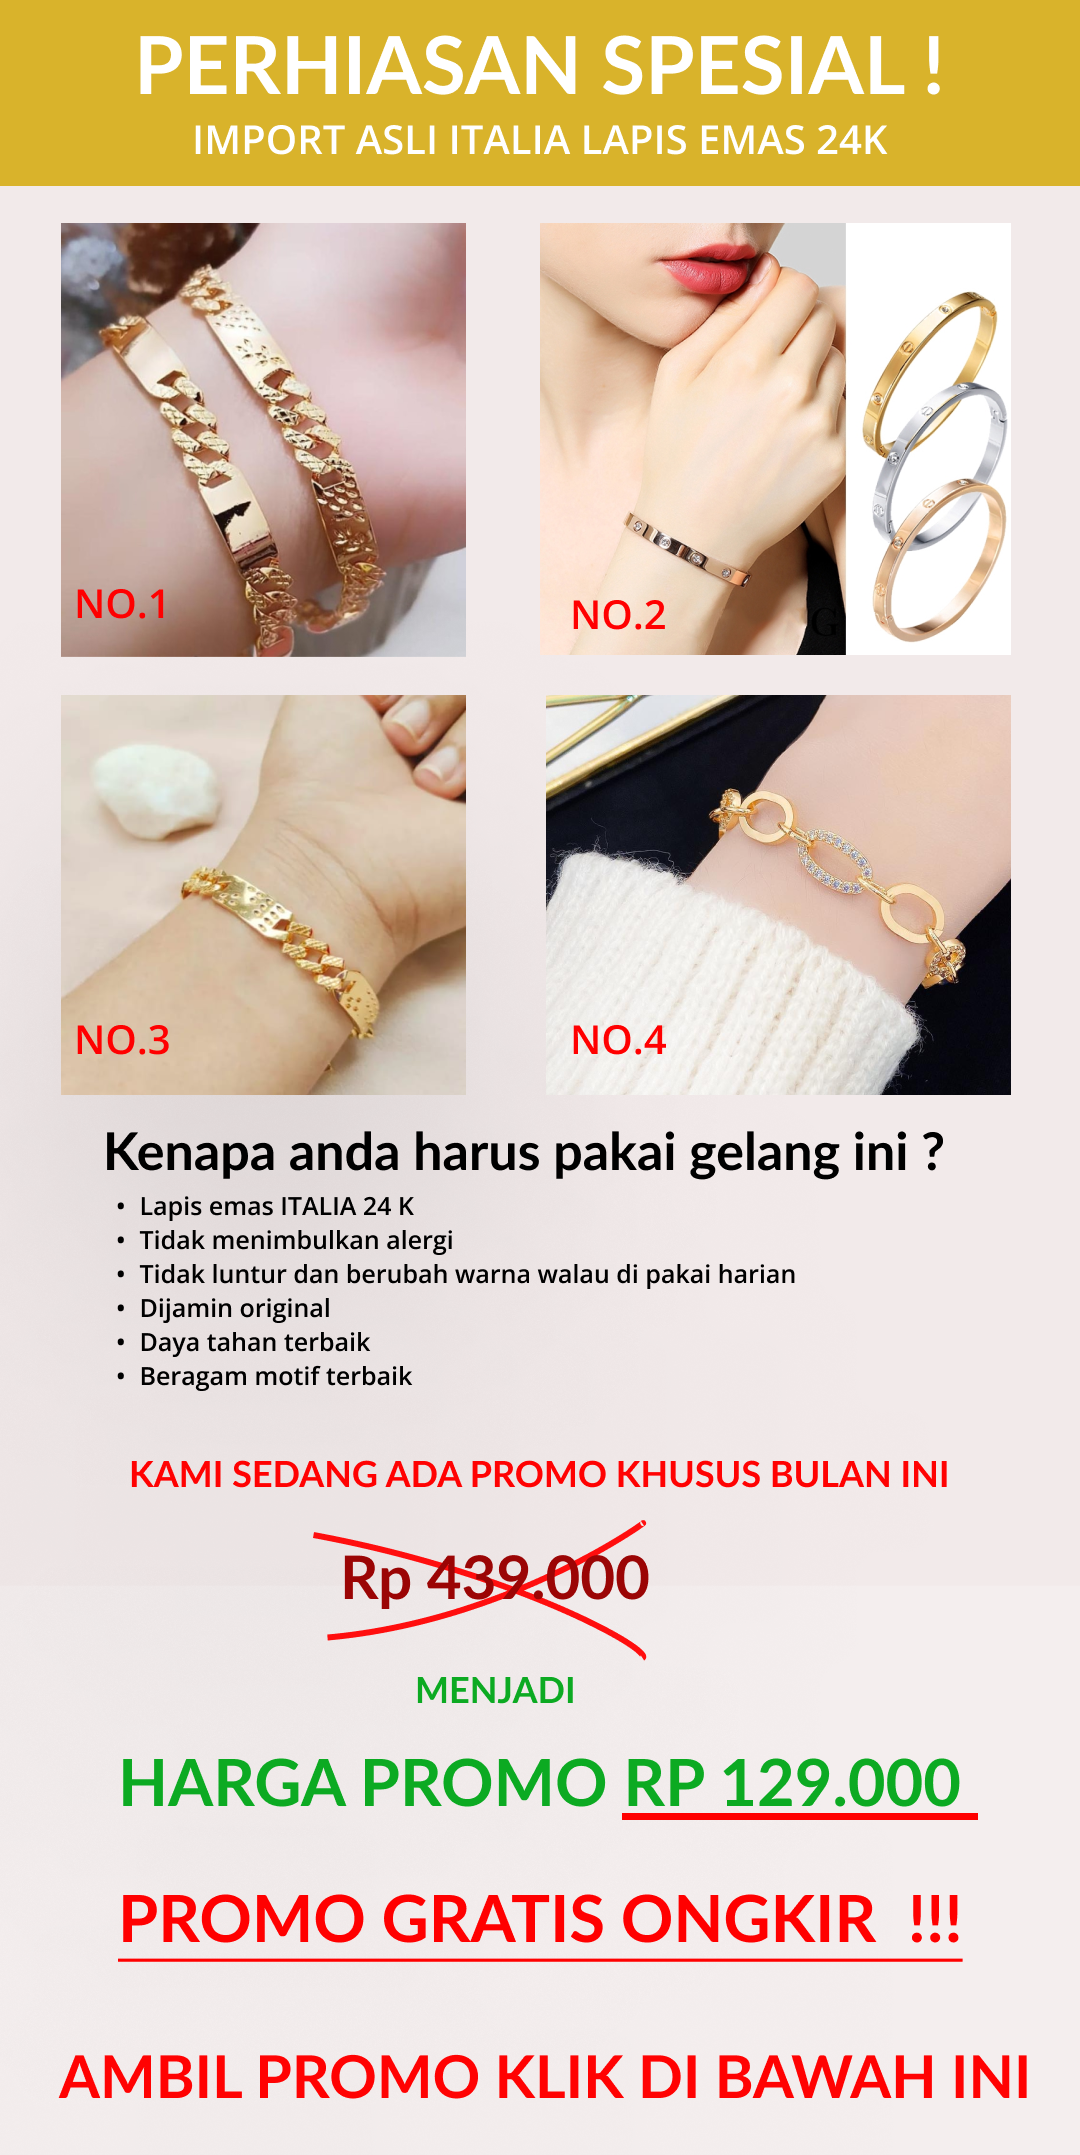 PERHIASAN SPESIAL !
IMPORT ASLI ITALIA LAPIS EMAS 24K
NO.1
NO.2
NO.3
NO.4
Kenapa anda harus pakai gelang ini ?
• Lapis emas ITALIA 24 K
• Tidak menimbulkan alergi
• Tidak luntur dan berubah warna walau di pakai harian
• Dijamin original
• Daya tahan terbaik
• Beragam motif terbaik
KAMI SEDANG ADA PROMO KHUSUS BULAN INI
Rp 439.000
MENJADI
HARGA PROMO RP 129.000
PROMO GRATIS ONGKIR !!!
AMBIL PROMO KLIK DI BAWAH INI